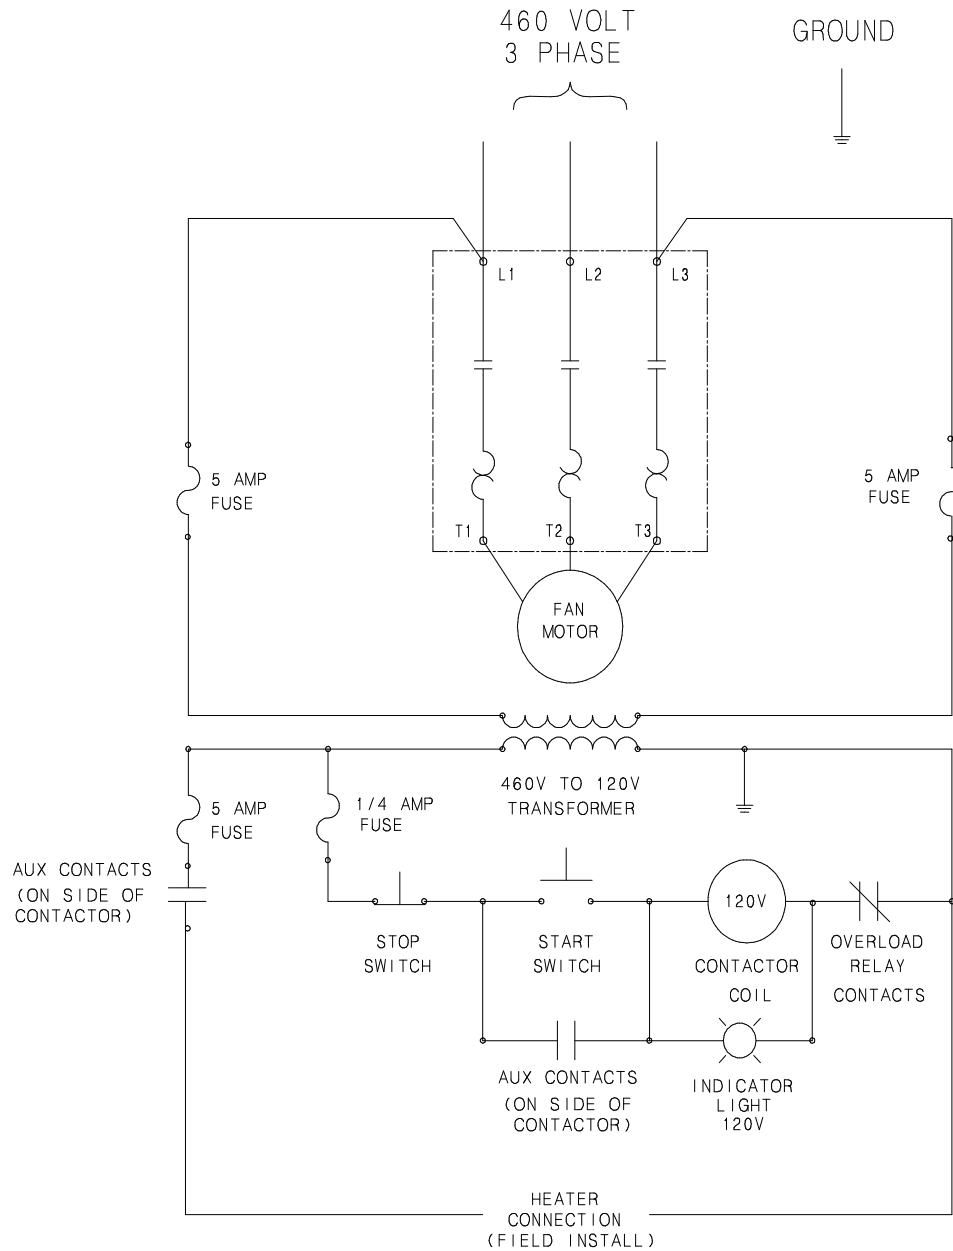 460 VOLT
3 PHASE
GROUND
L1
L2
L3
5 AMP
FUSE
5 AMP
FUSE
T1
T2
T3
FAN
MOTOR
460V TO 120V
TRANSFORMER
5 AMP
FUSE
1/4 AMP
FUSE
AUX CONTACTS
(ON SIDE OF
CONTACTOR)
STOP
SWITCH
START
SWITCH
120V
CONTACTOR
COIL
OVERLOAD
RELAY
CONTACTS
AUX CONTACTS
(ON SIDE OF
CONTACTOR)
INDICATOR
LIGHT
120V
HEATER
CONNECTION
(FIELD INSTALL)